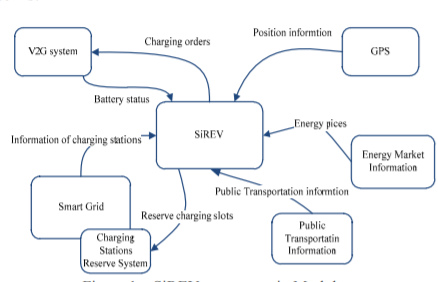 Charging orders
Position informtion
V2G system
GPS
Battery status
SiREV
Energy pices
Information of charging stations
Energy Market
Information
Public Transportation informtion
Smart Grid
Reserve charging slots
Charging
Stations
Reserve System
Public
Transportatin
Information